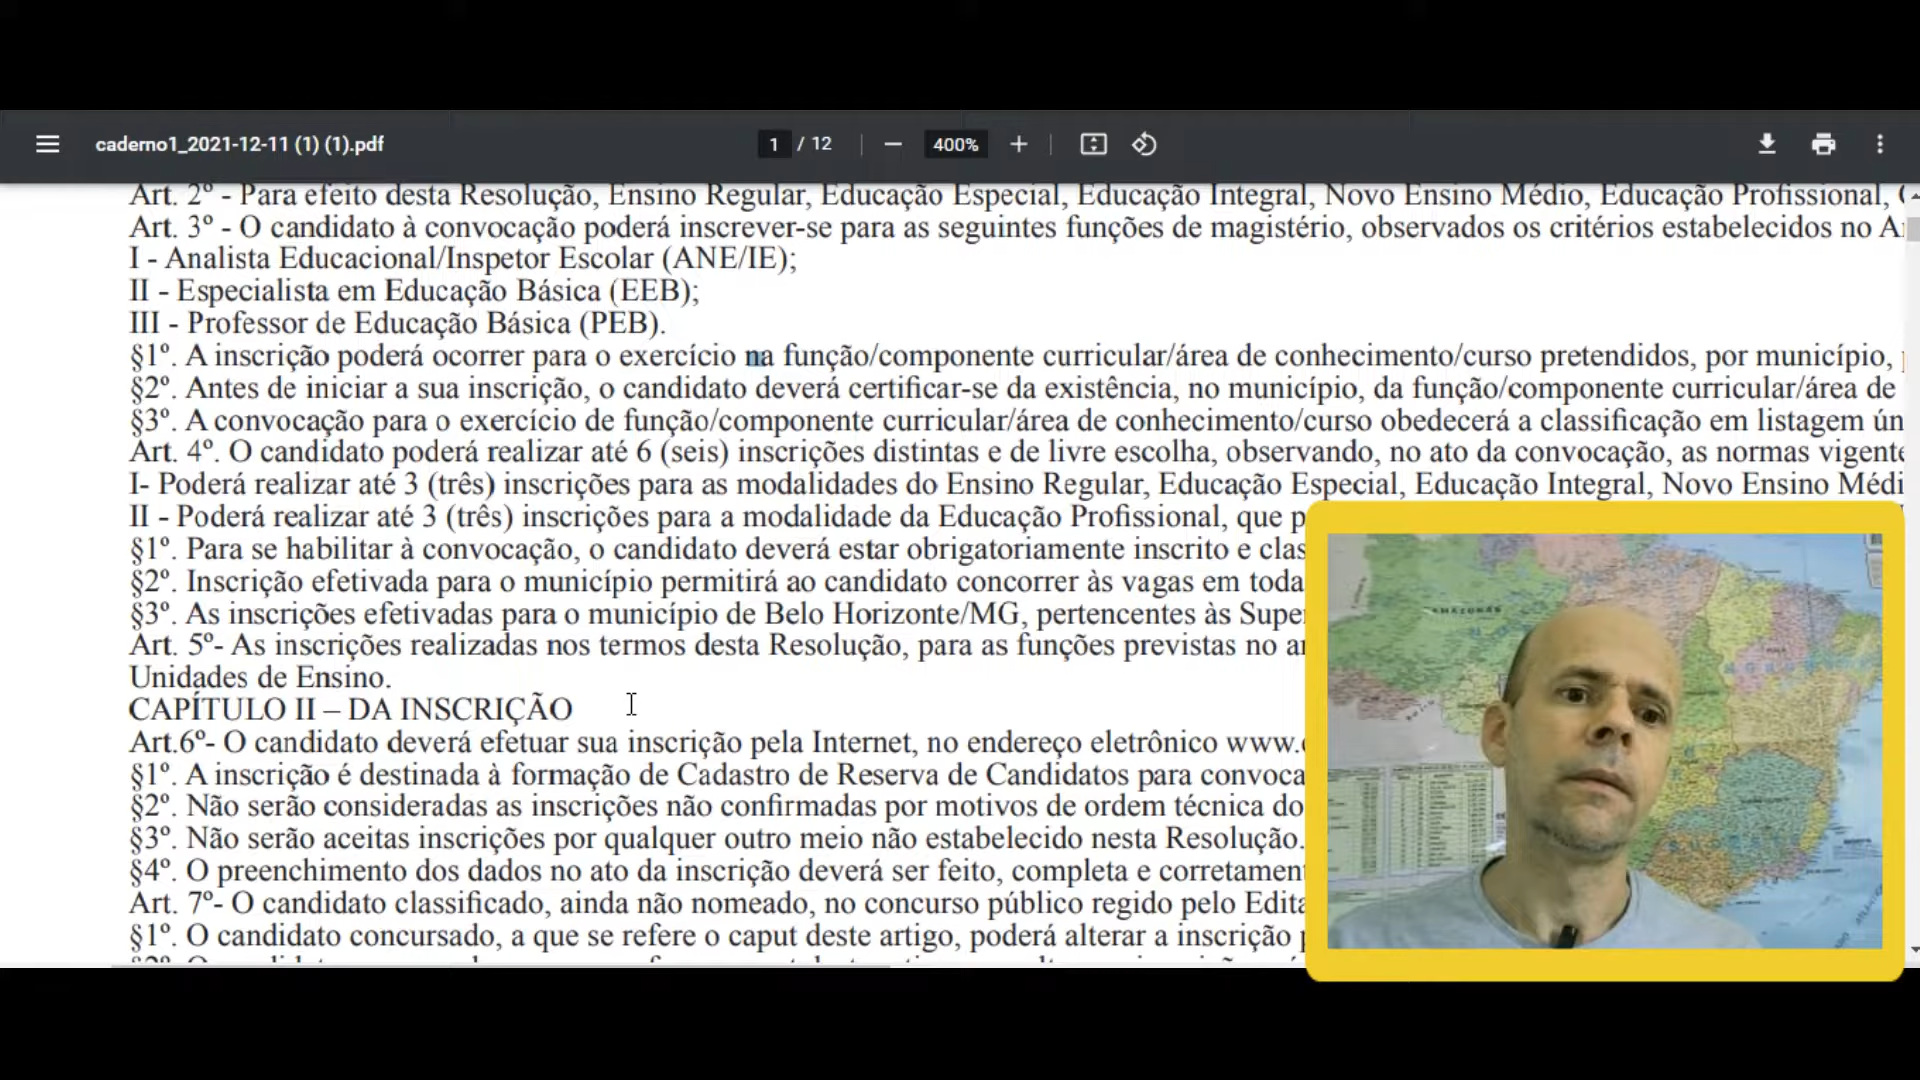 caderno1_2021-12-11 (1) (1).pdf
1 / 12
400%
Art. 2º - Para efeito desta Resolução, Ensino Regular, Educação Especial, Educação Integral, Novo Ensino Médio, Educação Profissional,
Art. 3º - O candidato à convocação poderá inscrever-se para as seguintes funções de magistério, observados os critérios estabelecidos no
I - Analista Educacional/Inspetor Escolar (ANE/IE);
II - Especialista em Educação Básica (EEB);
III - Professor de Educação Básica (PEB).
§1º. A inscrição poderá ocorrer para o exercício na função/componente curricular/área de conhecimento/curso pretendidos, por município,
§2º. Antes de iniciar a sua inscrição, o candidato deverá certificar-se da existência, no município, da função/componente curricular/área de
§3º. A convocação para o exercício de função/componente curricular/área de conhecimento/curso obedecerá a classificação em listagem ún
Art. 4º. O candidato poderá realizar até 6 (seis) inscrições distintas e de livre escolha, observando, no ato da convocação, as normas vigente
I- Poderá realizar até 3 (três) inscrições para as modalidades do Ensino Regular, Educação Especial, Educação Integral, Novo Ensino Médi
II - Poderá realizar até 3 (três) inscrições para a modalidade da Educação Profissional, que p
§1º. Para se habilitar à convocação, o candidato deverá estar obrigatoriamente inscrito e clas
§2º. Inscrição efetivada para o município permitirá ao candidato concorrer às vagas em toda
§3º. As inscrições efetivadas para o município de Belo Horizonte/MG, pertencentes às Supe
Art. 5º- As inscrições realizadas nos termos desta Resolução, para as funções previstas no ar
Unidades de Ensino.
CAPÍTULO II – DA INSCRIÇÃO
Art.6º- O candidato deverá efetuar sua inscrição pela Internet, no endereço eletrônico www.
§1º. A inscrição é destinada à formação de Cadastro de Reserva de Candidatos para convoca
§2º. Não serão consideradas as inscrições não confirmadas por motivos de ordem técnica do
§3º. Não serão aceitas inscrições por qualquer outro meio não estabelecido nesta Resolução.
§4º. O preenchimento dos dados no ato da inscrição deverá ser feito, completa e corretament
Art. 7º- O candidato classificado, ainda não nomeado, no concurso público regido pelo Edita
§1º. O candidato concursado, a que se refere o caput deste artigo, poderá alterar a inscrição
AMAZONAS